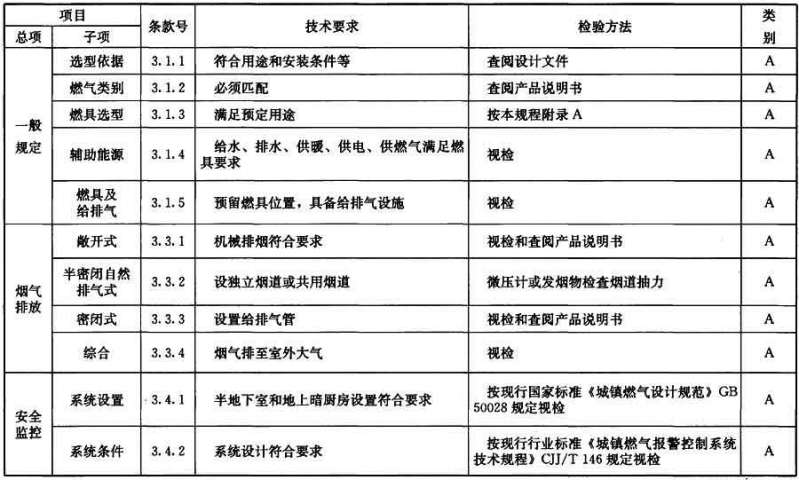 项目 条款号 技术要求 检验方法 类别
总项 子项
一般规定 选型依据 3.1.1 符合用途和安装条件等 查阅设计文件 A
燃气类别 3.1.2 必须匹配 查阅产品说明书 A
燃具选型 3.1.3 满足预定用途 按本规程附录 A A
辅助能源 3.1.4 给水、排水、供暖、供电、供燃气满足燃
具要求 视检 A
燃具及
给排气 3.1.5 预留燃具位置，具备给排气设施 视检 A
烟气排放 敞开式 3.3.1 机械排烟符合要求 视检和查阅产品说明书 A
半密闭自然
排气式 3.3.2 设独立烟道或共用烟道 微压计或发烟物检查烟道抽力 A
密闭式 3.3.3 设置给排气管 视检和查阅产品说明书 A
综合 3.3.4 烟气排至室外大气 视检 A
安全监控 系统设置 3.4.1 半地下室和地上暗厨房设置符合要求 按现行国家标准《城镇燃气设计规范》GB
50028 规定视检 A
系统条件 3.4.2 系统设计符合要求 按现行行业标准《城镇燃气报警控制系统
技术规程》CJJ/T 146 规定视检 A